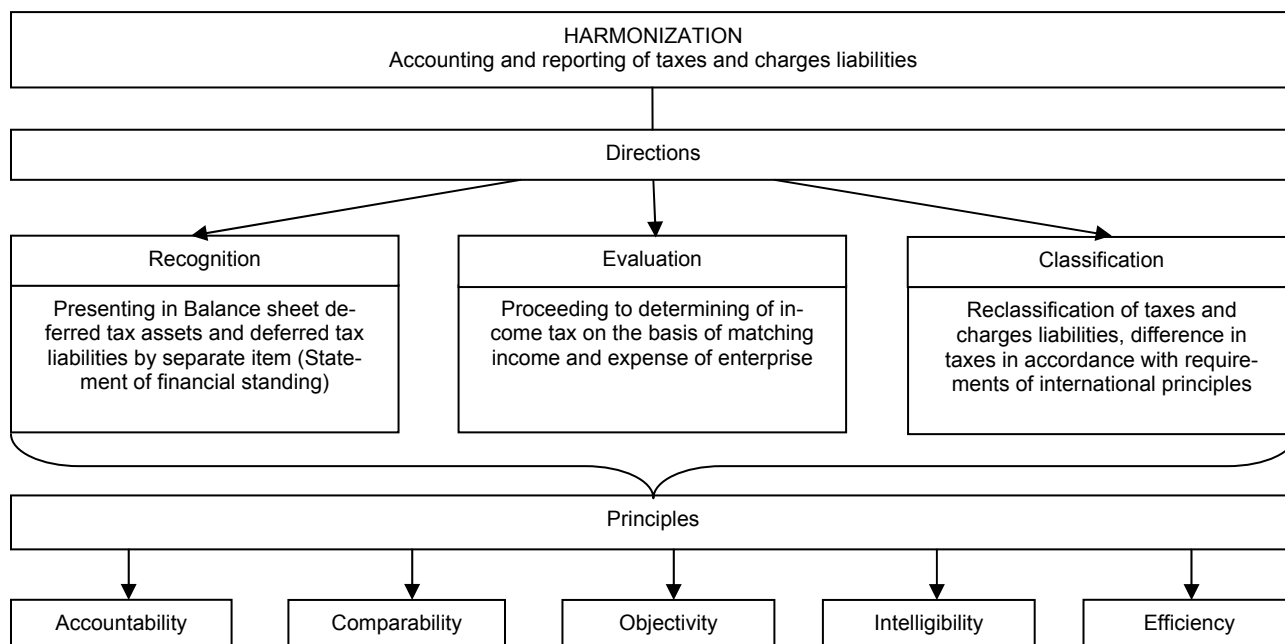 HARMONIZATION
Accounting and reporting of taxes and charges liabilities
Directions
Recognition
Presenting in Balance sheet de-
ferred tax assets and deferred tax
liabilities by separate item (State-
ment of financial standing)
Evaluation
Proceeding to determining of in-
come tax on the basis of matching
income and expense of enterprise
Classification
Reclassification of taxes and
charges liabilities, difference in
taxes in accordance with require-
ments of international principles
Principles
Accountability
Comparability
Objectivity
Intelligibility
Efficiency